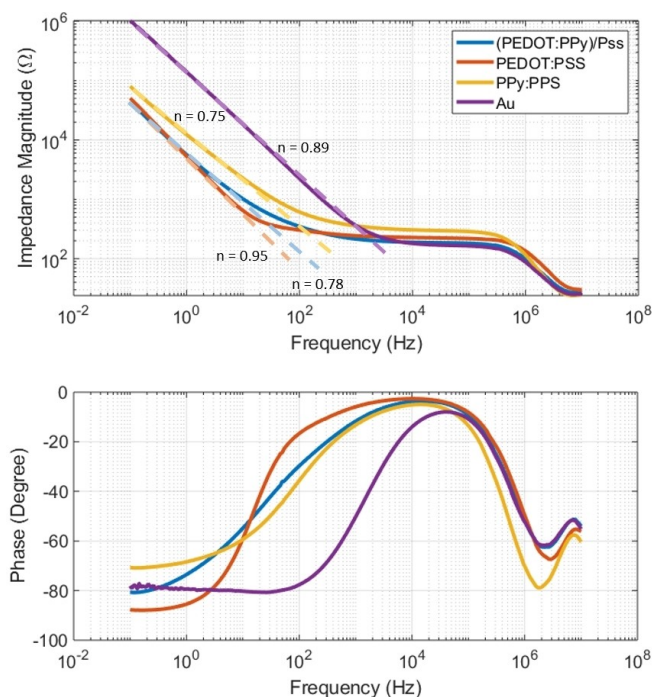 10^6
10^4
10^2
Impedance Magnitude (Ω)
(PEDOT:PPy)/Pss
PEDOT:PSS
PPy:PPS
Au
n = 0.75
n = 0.89
n = 0.95
n = 0.78
10^-2 10^0 10^2 10^4 10^6 10^8
Frequency (Hz)
0
-20
-40
-60
-80
-100
Phase (Degree)
10^-2 10^0 10^2 10^4 10^6 10^8
Frequency (Hz)